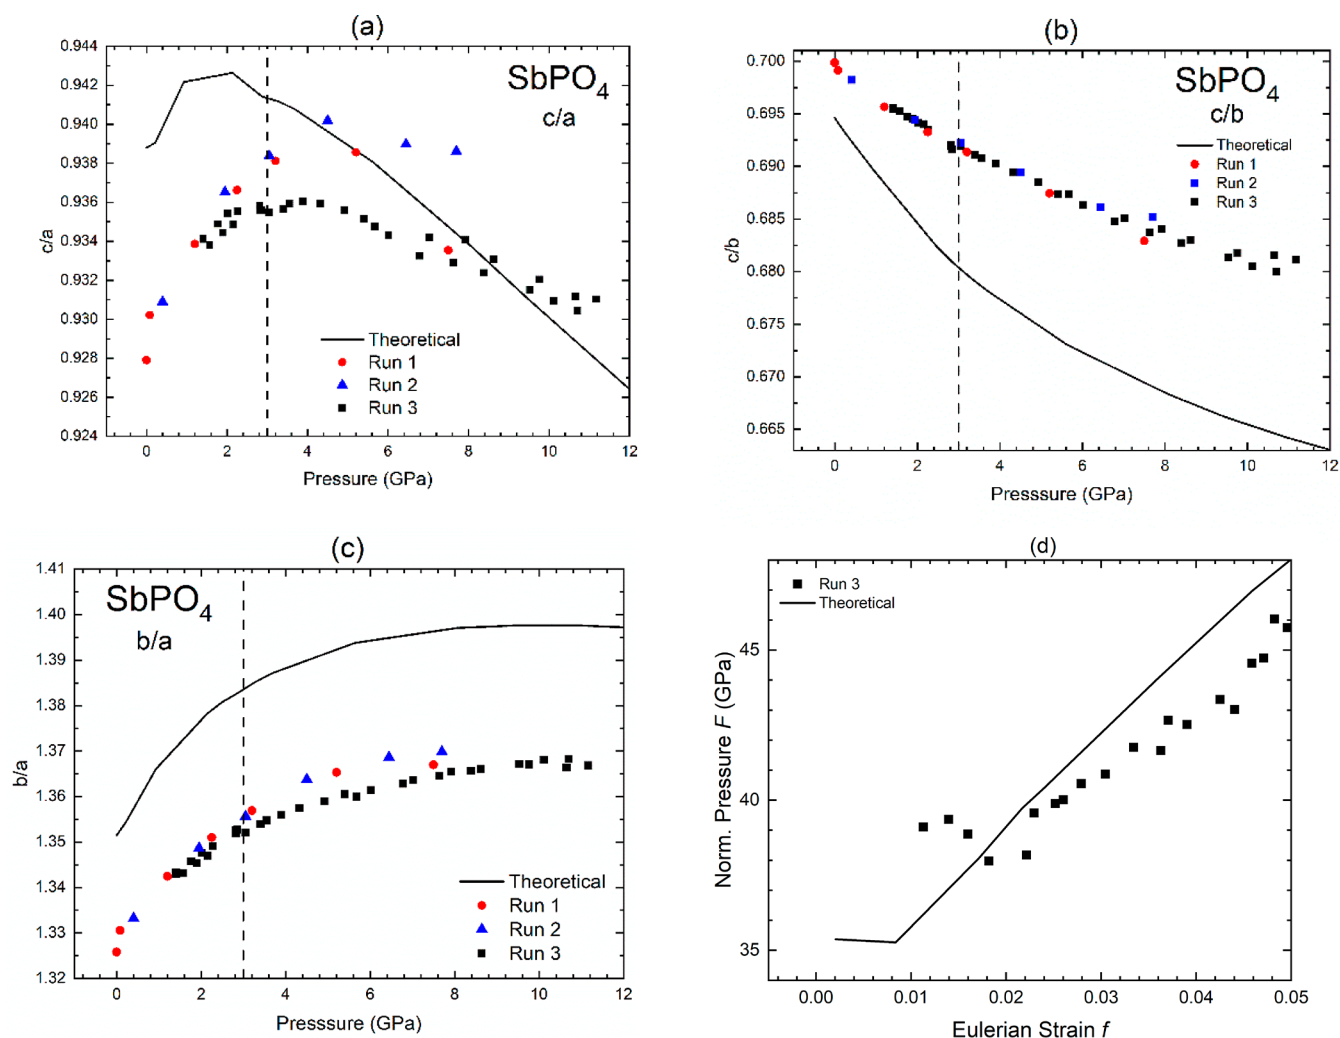 (a)
0.944
0.942
0.940
0.938
0.936
0.934
0.932
0.930
0.928
0.926
0.924
c/a
SbPO4
c/a
Theoretical
Run 1
Run 2
Run 3
0 2 4 6 8 10 12
Pressure (GPa)
(b)
0.700
0.695
0.690
0.685
0.680
0.675
0.670
0.665
c/b
SbPO4
c/b
Theoretical
Run 1
Run 2
Run 3
0 2 4 6 8 10 12
Presssure (GPa)
(c)
1.41
1.40
1.39
1.38
1.37
1.36
1.35
1.34
1.33
1.32
b/a
SbPO4
b/a
Theoretical
Run 1
Run 2
Run 3
0 2 4 6 8 10 12
Presssure (GPa)
(d)
Run 3
Theoretical
45
40
35
Norm. Pressure F (GPa)
0.00 0.01 0.02 0.03 0.04 0.05
Eulerian Strain f